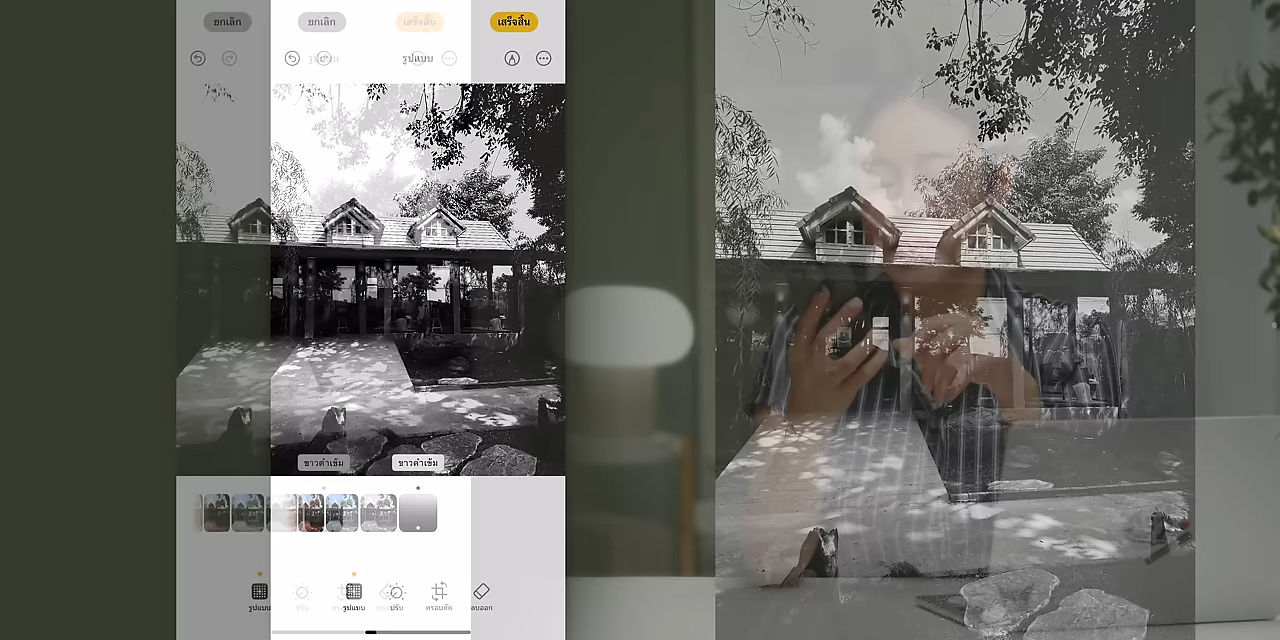 ยกเลิก ยกเลิก เสร็จสิ้น เสร็จสิ้น
รูปแบบ
ขาวดำเข้ม ขาวดำเข้ม
รูปแบบ ปรับ รูปแบบ ปรับ ครอบตัด ลบออก